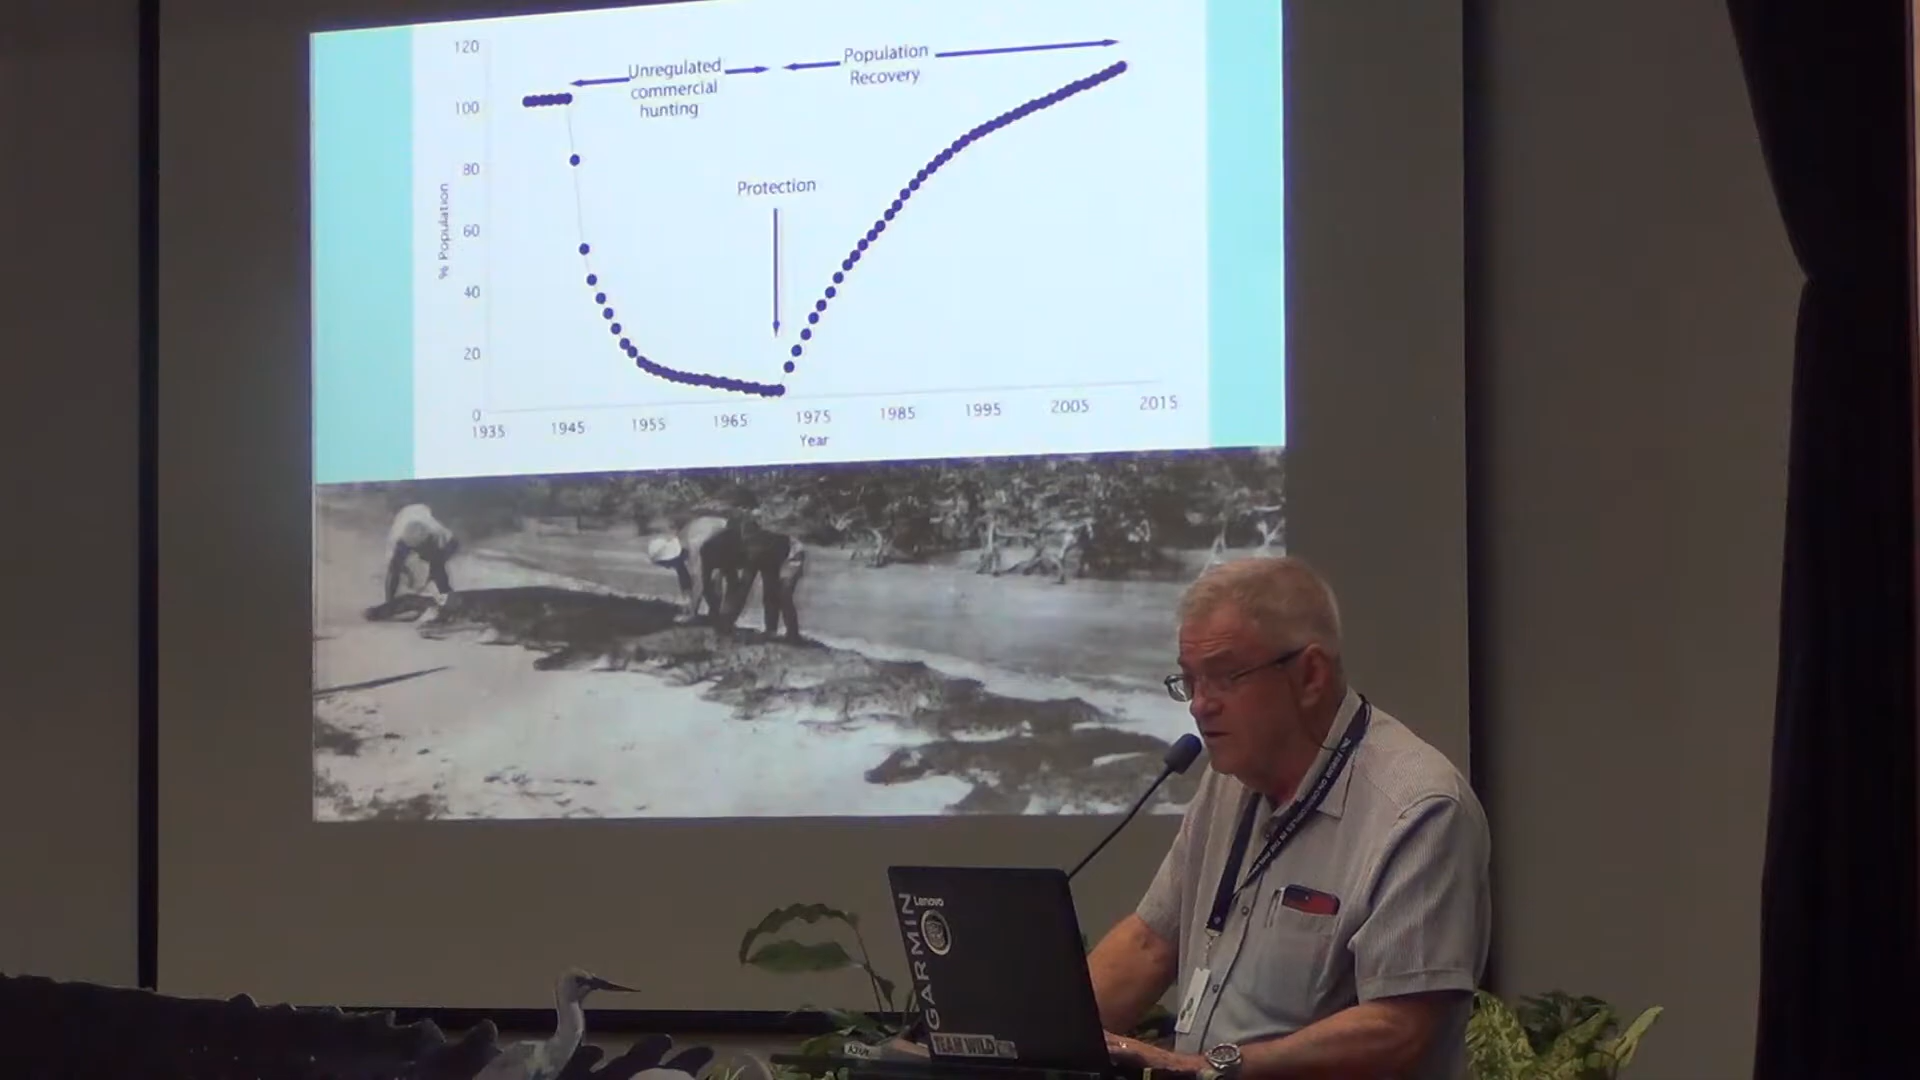 120
100
80
60
40
20
0
% Population
Unregulated
commercial
hunting
Population
Recovery
Protection
1935 1945 1955 1965 1975 1985 1995 2005 2015
Year
Lenovo
GARMIN
TEAM WILD